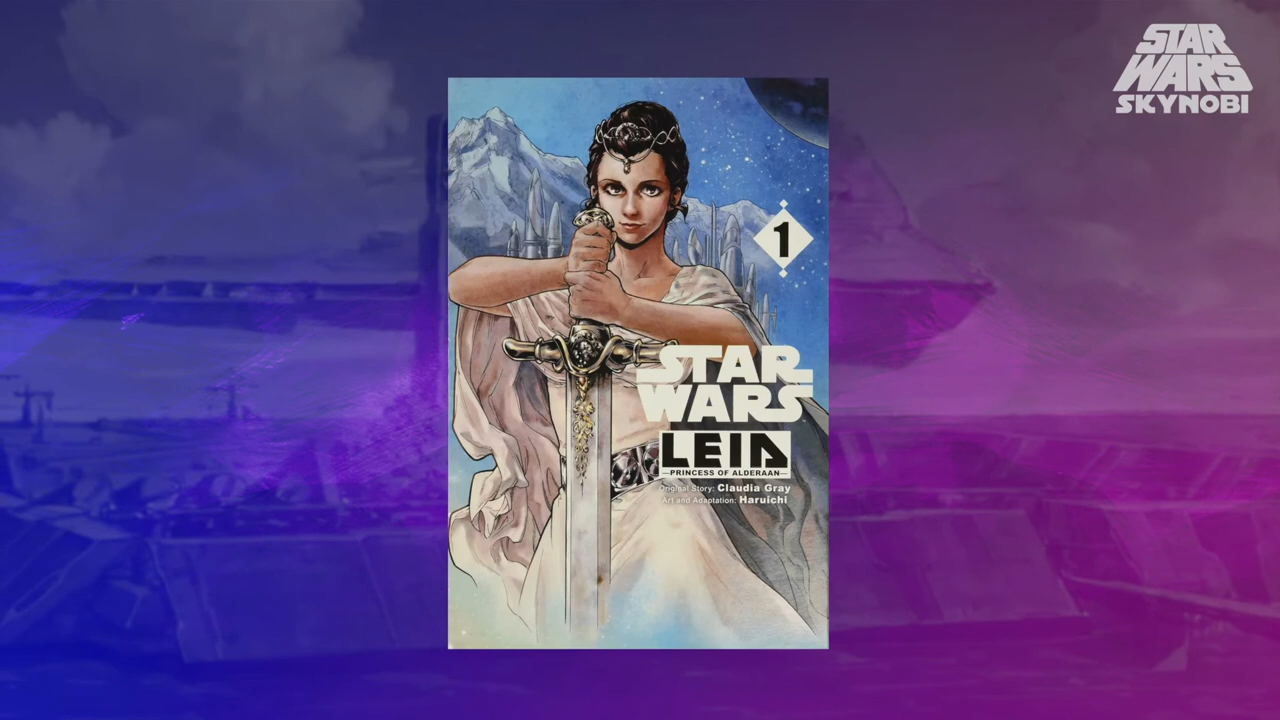 STAR
WARS
SKYNOBI
1
STAR
WARS
LEIA
—PRINCESS OF ALDERAAN—
Original Story: Claudia Gray
Art and Adaptation: Haruichi